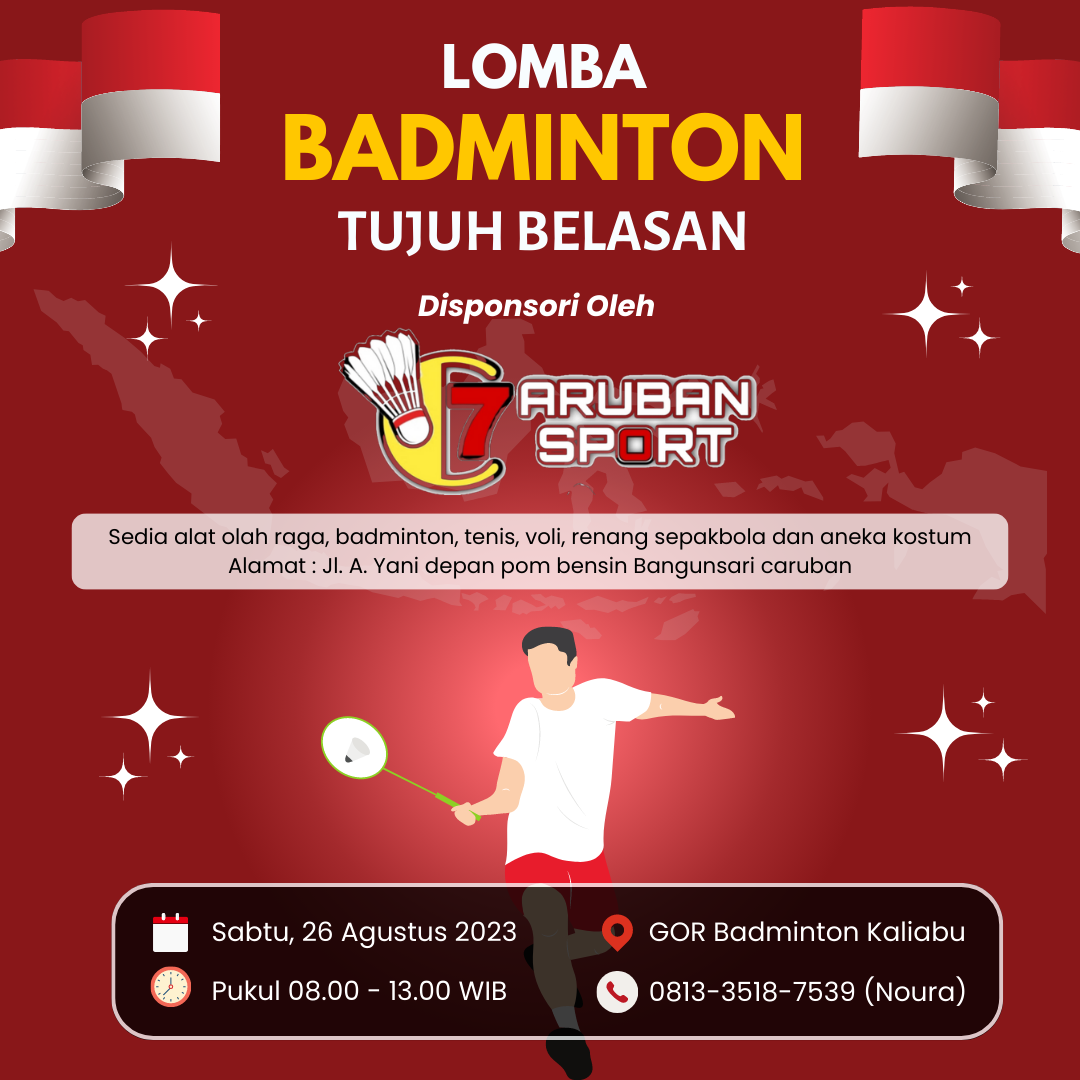 LOMBA
BADMINTON
TUJUH BELASAN
Disponsori Oleh
C7 ARUBAN
SPORT
Sedia alat olah raga, badminton, tenis, voli, renang sepakbola dan aneka kostum
Alamat : Jl. A. Yani depan pom bensin Bangunsari caruban
Sabtu, 26 Agustus 2023
GOR Badminton Kaliabu
Pukul 08.00 - 13.00 WIB
0813-3518-7539 (Noura)